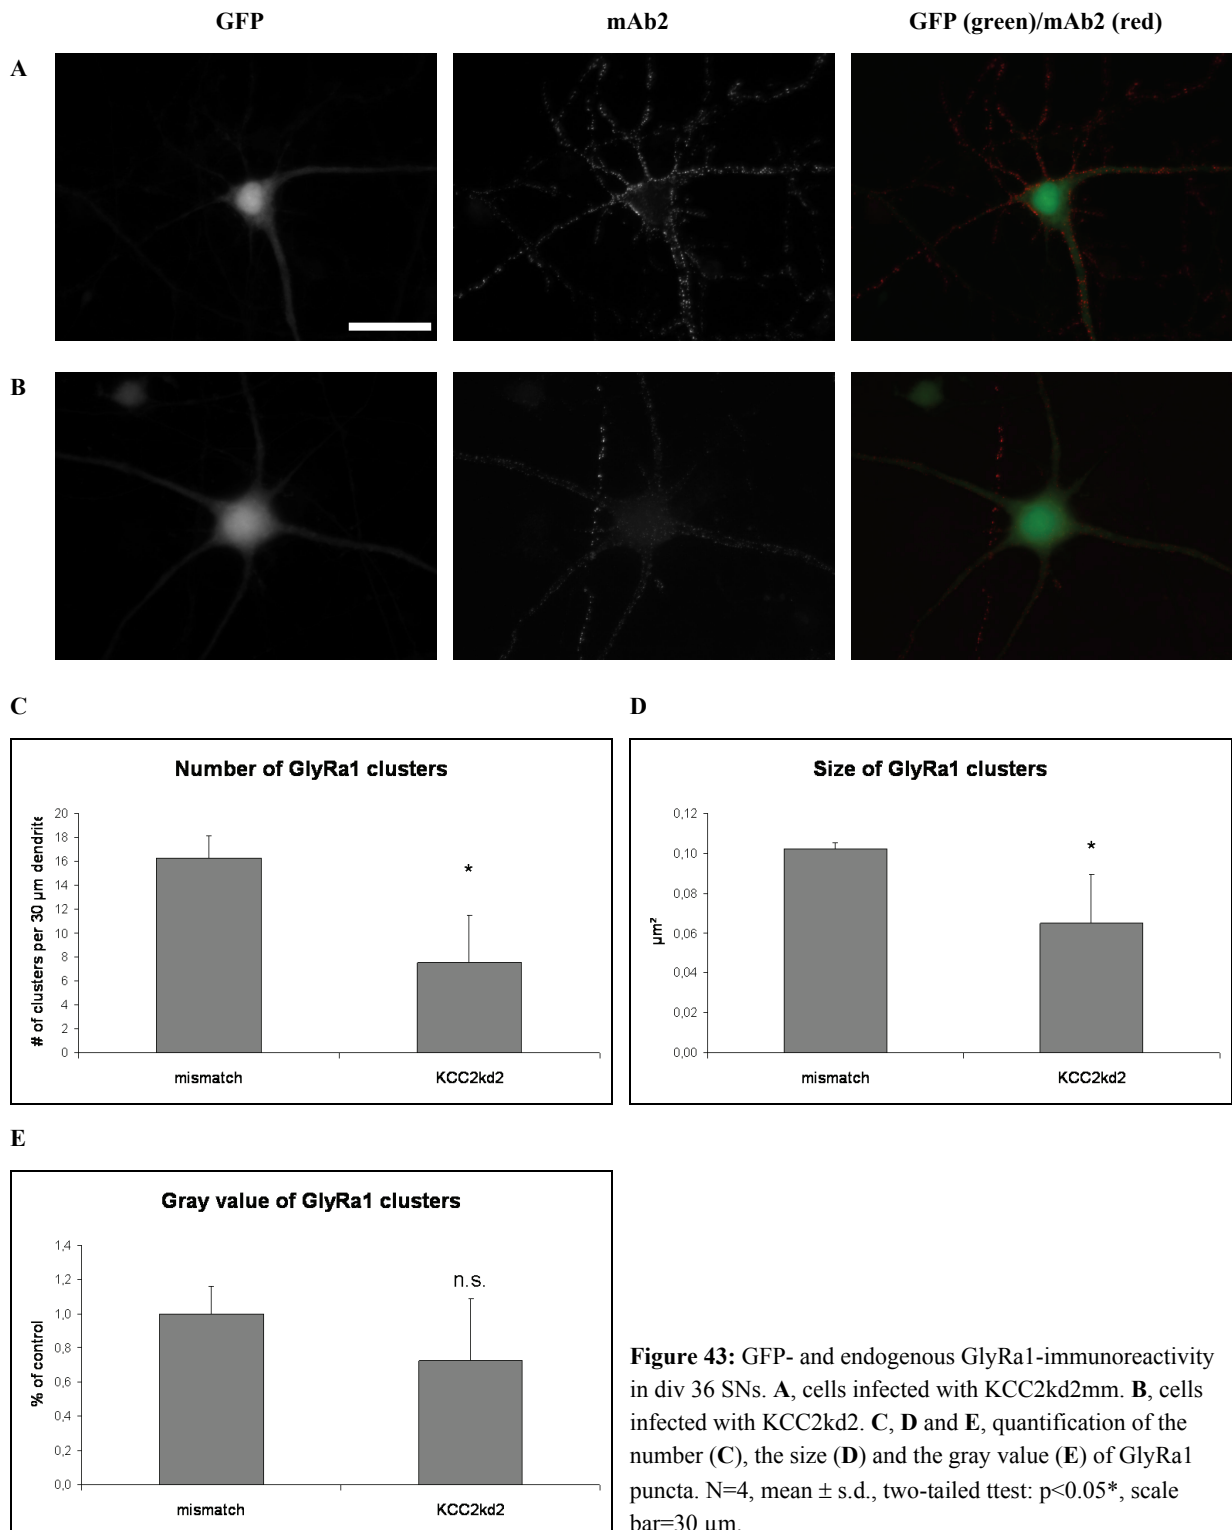 GFP mAb2 GFP (green)/mAb2 (red)
A
B
C
Number of GlyRa1 clusters
# of clusters per 30 µm dendrite
20
18
16
14
12
10
8
6
4
2
0
*
mismatch KCC2kd2
D
Size of GlyRa1 clusters
µm²
0,12
0,10
0,08
0,06
0,04
0,02
0,00
*
mismatch KCC2kd2
E
Gray value of GlyRa1 clusters
% of control
1,4
1,2
1,0
0,8
0,6
0,4
0,2
0,0
n.s.
mismatch KCC2kd2
Figure 43: GFP- and endogenous GlyRa1-immunoreactivity
in div 36 SNs. A, cells infected with KCC2kd2mm. B, cells
infected with KCC2kd2. C, D and E, quantification of the
number (C), the size (D) and the gray value (E) of GlyRa1
puncta. N=4, mean ± s.d., two-tailed ttest: p<0.05*, scale
bar=30 µm.